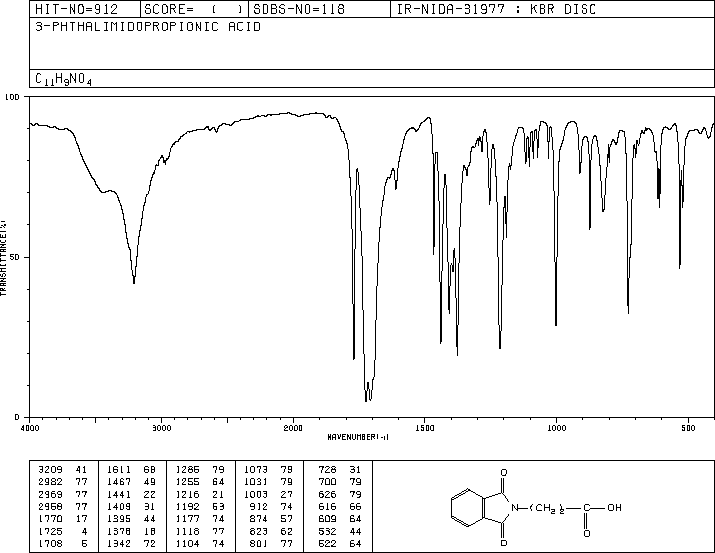 HIT-NO=912 SCORE= ( ) SDBS-NO=118 IR-NIDA-31977 : KBR DISC
3-PHTHALIMIDOPROPIONIC ACID
C11H9NO4
100
50
0
TRANSMITTANCE(%)
4000 3000 2000 1500 1000 500
WAVENUMBER(-1)
3209 41 1611 68 1286 79 1073 79 728 31
2982 77 1467 49 1255 64 1031 79 700 79
2969 77 1441 22 1216 21 1003 27 626 79
2958 77 1409 31 1192 53 912 74 616 66
1770 17 1395 44 1177 74 874 57 609 64
1725 4 1378 18 1118 77 823 62 532 44
1708 5 1342 72 1104 74 801 77 522 64
O O
N-(CH2)2-C-OH
O O